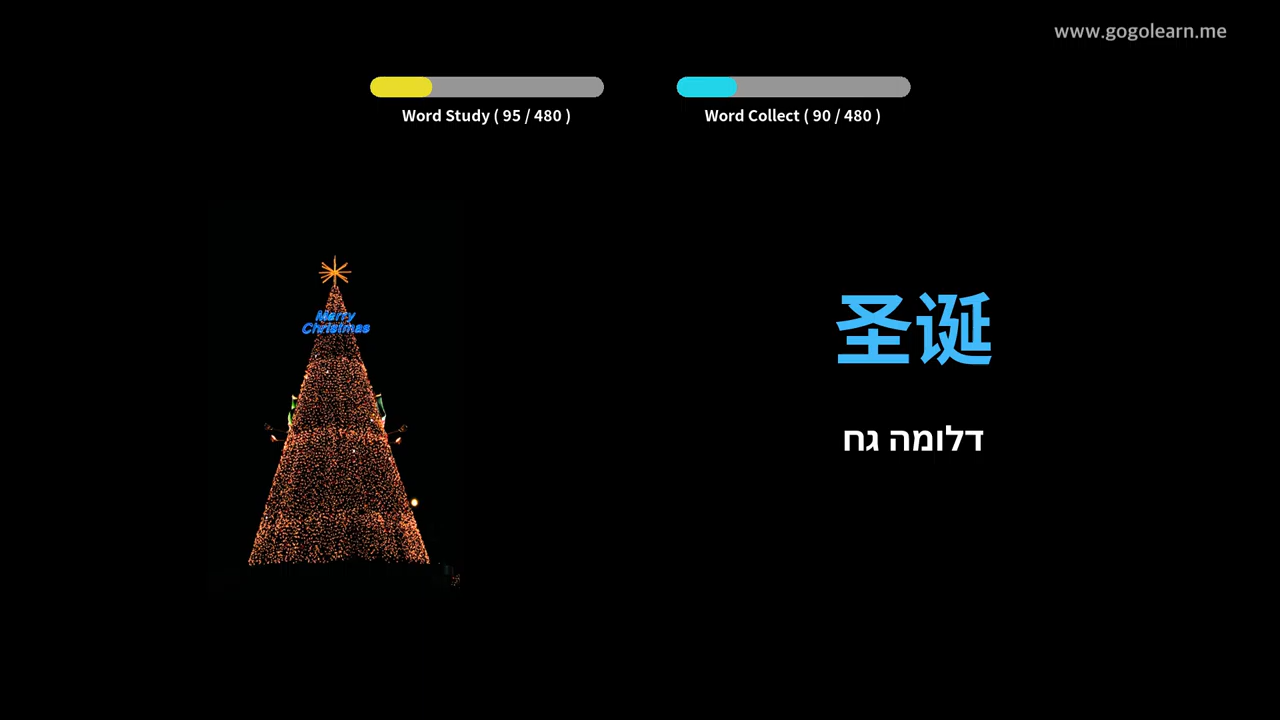 www.gogolearn.me
Word Study ( 95 / 480 )
Word Collect ( 90 / 480 )
Merry
Christmas
圣诞
דלומה גח